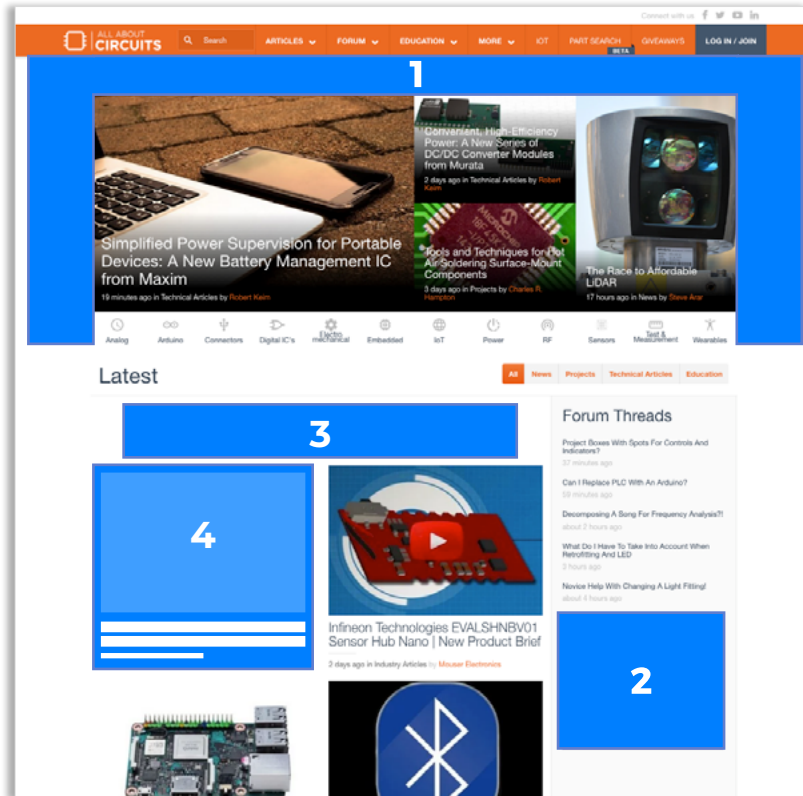 Connect with us
ALL ABOUT
CIRCUITS
Search
ARTICLES
FORUM
EDUCATION
MORE
IOT
PART SEARCH
BETA
GIVEAWAYS
LOG IN / JOIN
1
Simplified Power Supervision for Portable
Devices: A New Battery Management IC
from Maxim
19 minutes ago in Technical Articles by Robert Keim
Convenient, High-Efficiency
Power: A New Series of
DC/DC Converter Modules
from Murata
2 days ago in Technical Articles by Robert
Keim
MICROCHIP
Tools and Techniques for Hot
Air Soldering Surface-Mount
Components
3 days ago in Projects by Charles R.
Hampton
The Race to Affordable
LiDAR
17 hours ago in News by Steve Arar
Analog
Arduino
Connectors
Digital IC's
Electro
mechanical
Embedded
IoT
Power
RF
Sensors
Test &
Measurement
Wearables
Latest
All
News
Projects
Technical Articles
Education
3
4
Infineon Technologies EVALSHNBV01
Sensor Hub Nano | New Product Brief
2 days ago in Industry Articles by Mouser Electronics
Forum Threads
Project Boxes With Spots For Controls And
Indicators?
37 minutes ago
Can I Replace PLC With An Arduino?
59 minutes ago
Decomposing A Song For Frequency Analysis?!
about 2 hours ago
What Do I Have To Take Into Account When
Retrofitting And LED
3 hours ago
Novice Help With Changing A Light Fitting!
about 4 hours ago
2